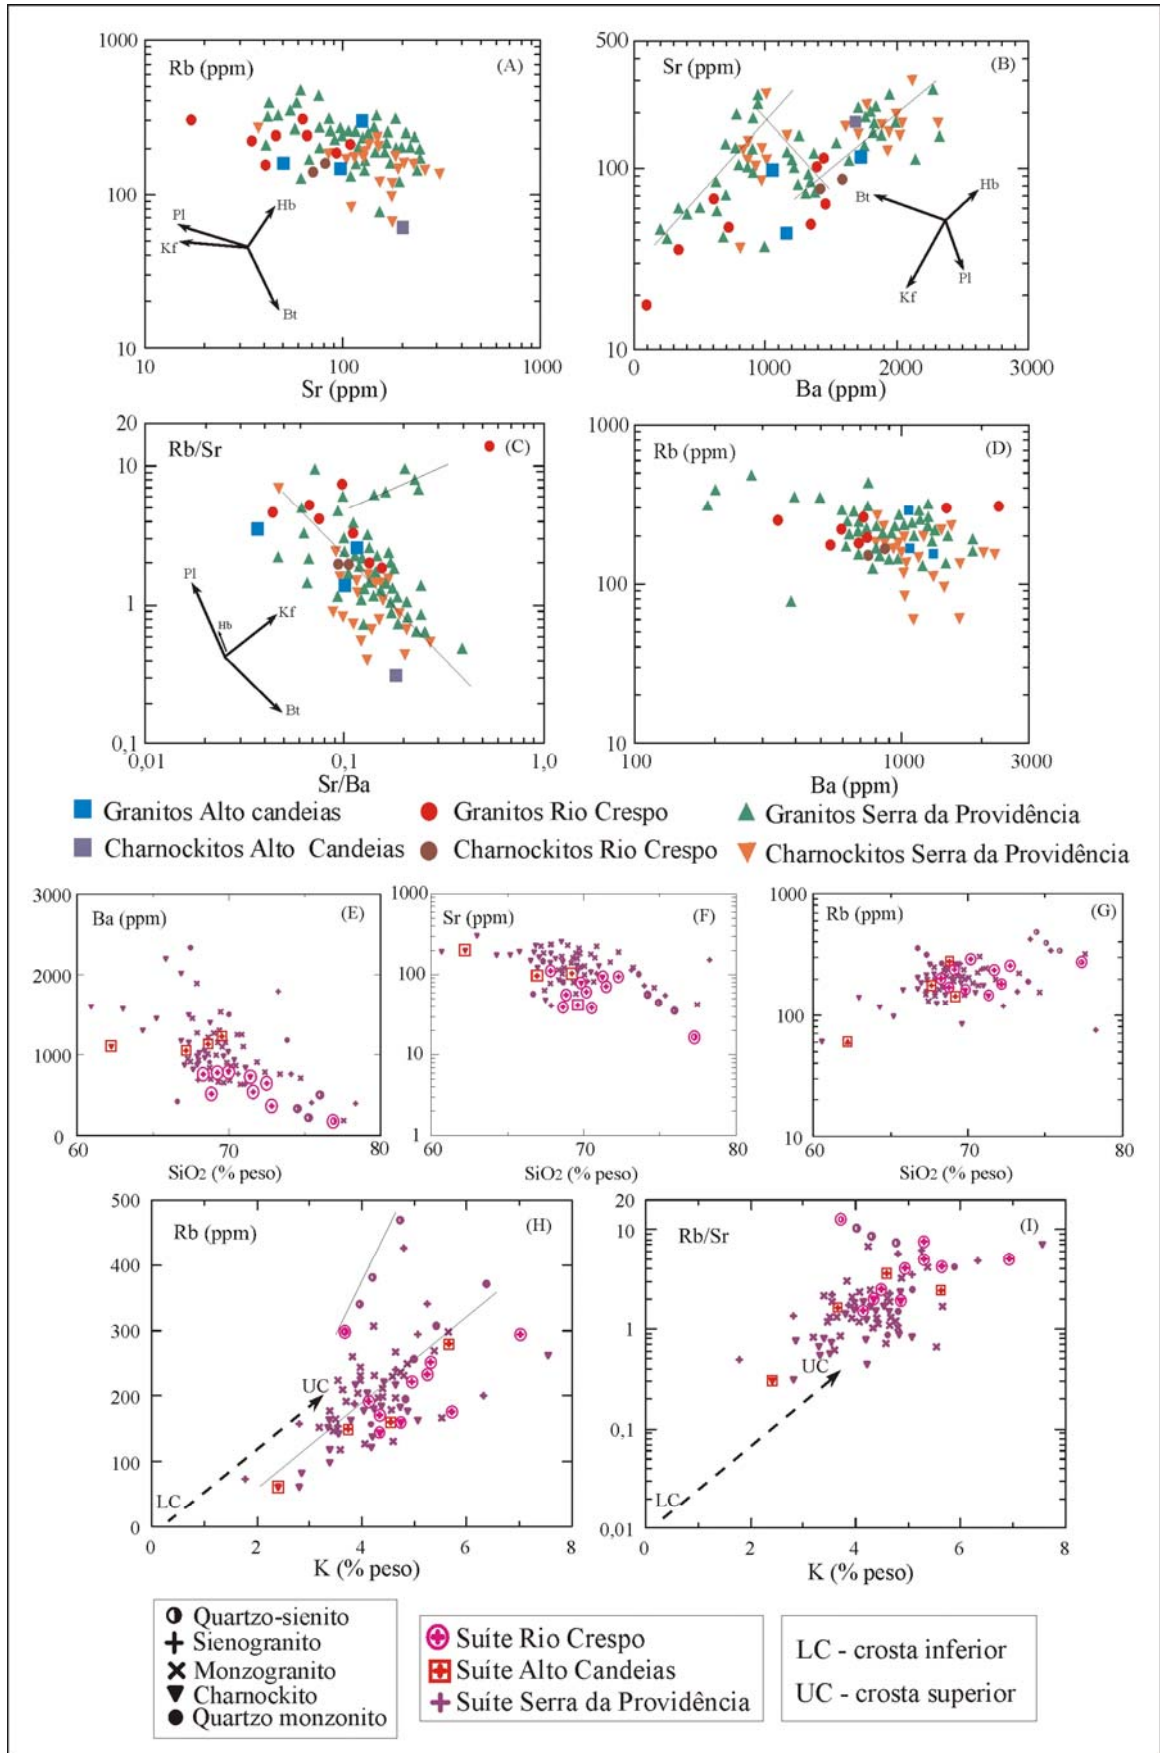 1000
Rb (ppm)
(A)
100
Pl
Hb
Kf
Bt
10
10
100
1000
Sr (ppm)
500
Sr (ppm)
(B)
100
Bt
Hb
Kf
Pl
10
0
1000
2000
3000
Ba (ppm)
20
Rb/Sr
(C)
10
1
Pl
Hb
Kf
Bt
0,1
0,01
0,1
1,0
Sr/Ba
1000
Rb (ppm)
(D)
100
10
100
1000
3000
Ba (ppm)
Granitos Alto candeias
Granitos Rio Crespo
Granitos Serra da Providência
Charnockitos Alto Candeias
Charnockitos Rio Crespo
Charnockitos Serra da Providência
3000
Ba (ppm)
(E)
2000
1000
0
60
70
80
SiO2 (% peso)
1000
Sr (ppm)
(F)
100
10
1
60
70
80
SiO2 (% peso)
1000
Rb (ppm)
(G)
100
10
60
70
80
SiO2 (% peso)
500
Rb (ppm)
(H)
400
300
200
UC
100
LC
0
0
2
4
6
8
K (% peso)
20
Rb/Sr
(I)
10
1
UC
0,1
LC
0,01
0
2
4
6
8
K (% peso)
Quartzo-sienito
Sienogranito
Monzogranito
Charnockito
Quartzo monzonito
Suíte Rio Crespo
Suíte Alto Candeias
Suíte Serra da Providência
LC - crosta inferior
UC - crosta superior